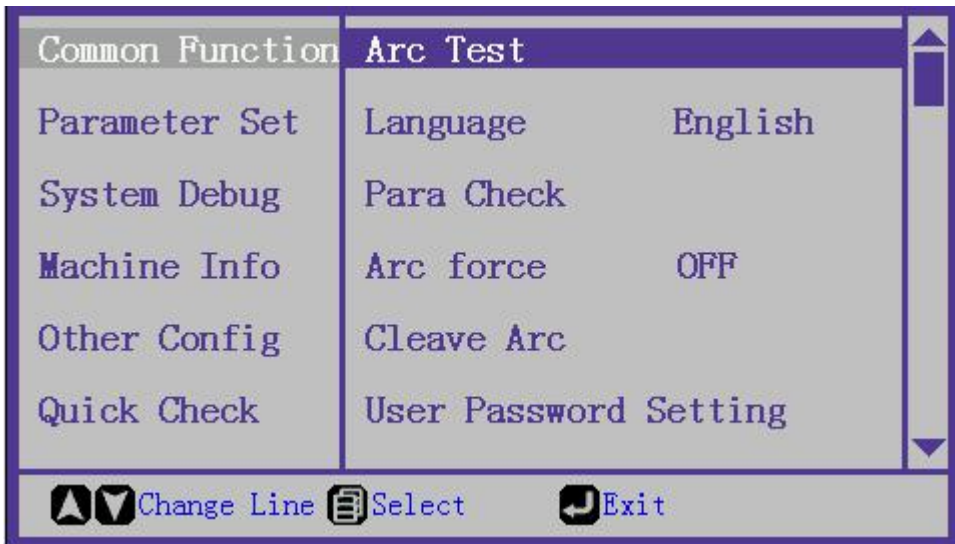 Common Function Arc Test
Parameter Set Language English
System Debug Para Check
Machine Info Arc force OFF
Other Config Cleave Arc
Quick Check User Password Setting
Change Line Select Exit